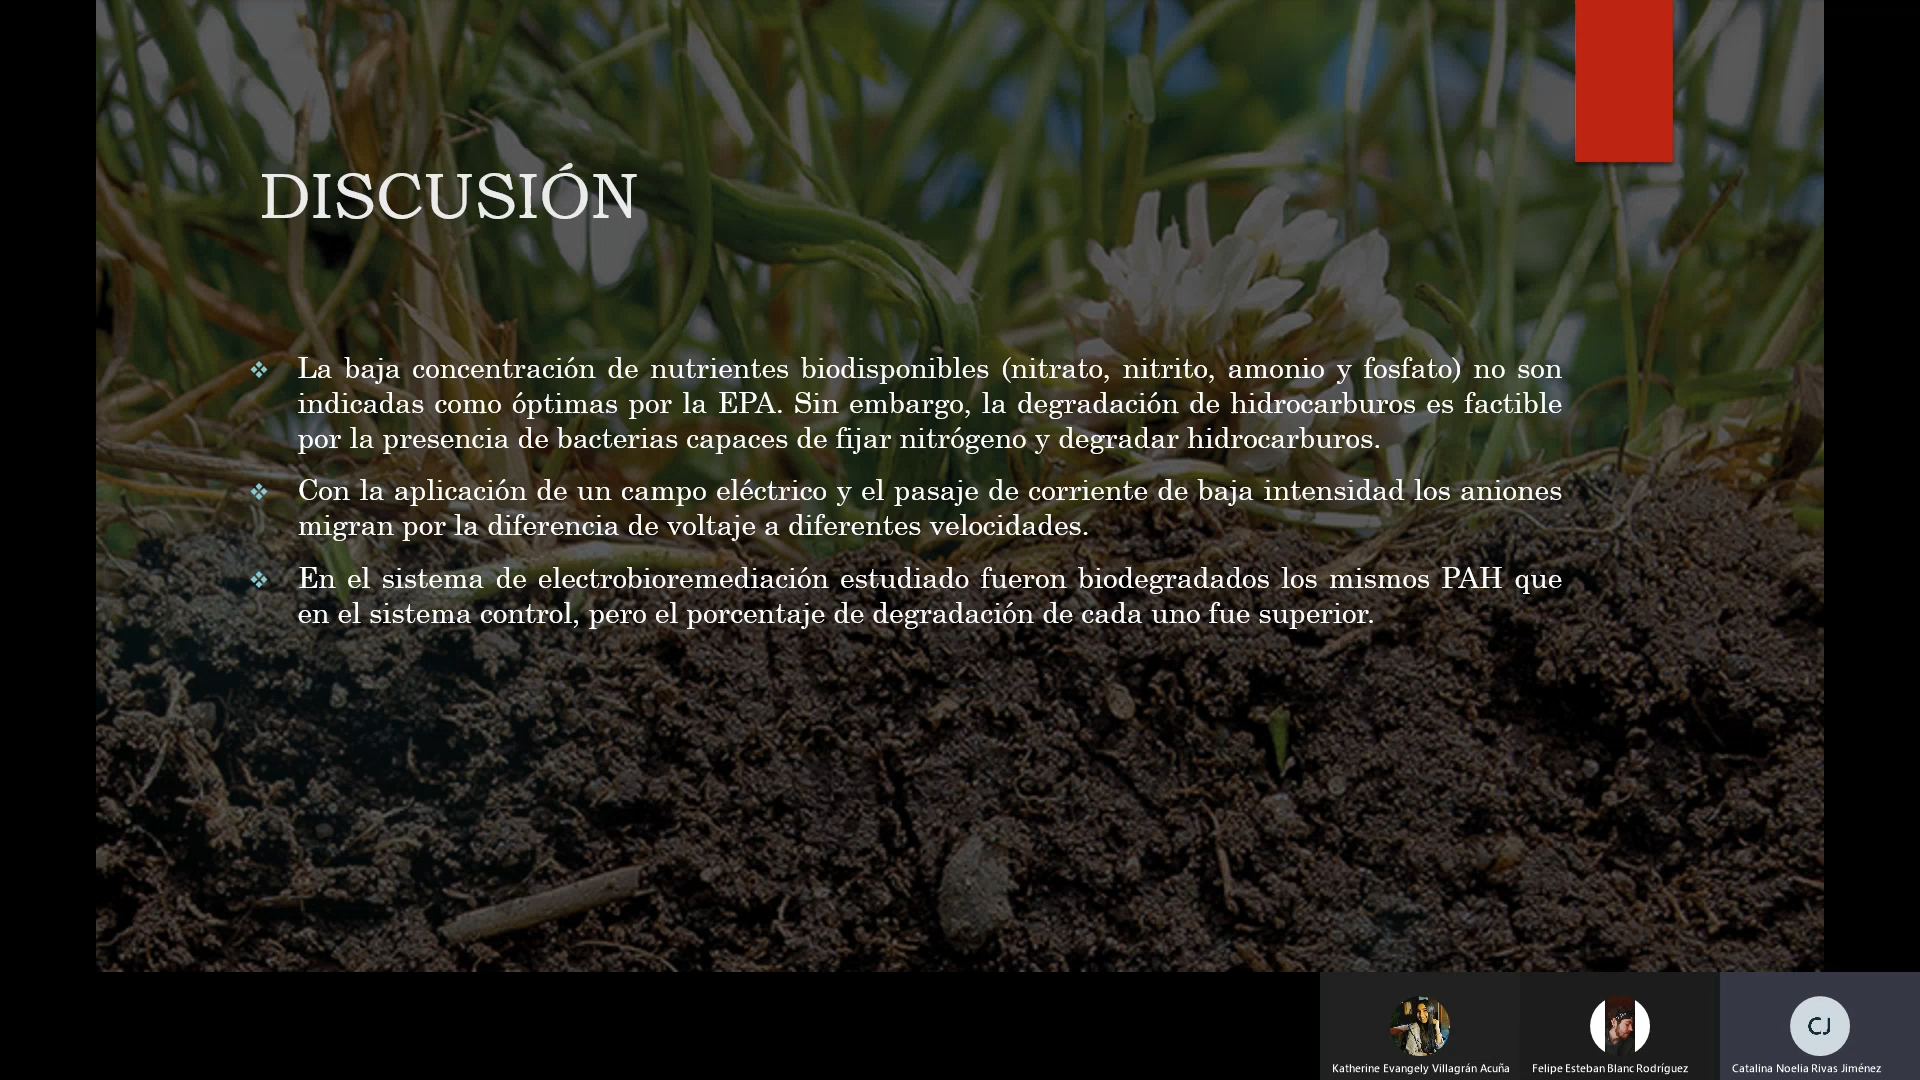 DISCUSIÓN
La baja concentración de nutrientes biodisponibles (nitrato, nitrito, amonio y fosfato) no son
indicadas como óptimas por la EPA. Sin embargo, la degradación de hidrocarburos es factible
por la presencia de bacterias capaces de fijar nitrógeno y degradar hidrocarburos.
Con la aplicación de un campo eléctrico y el pasaje de corriente de baja intensidad los aniones
migran por la diferencia de voltaje a diferentes velocidades.
En el sistema de electrobioremediación estudiado fueron biodegradados los mismos PAH que
en el sistema control, pero el porcentaje de degradación de cada uno fue superior.
CJ
Katherine Evangely Villagrán Acuña
Felipe Esteban Blanc Rodríguez
Catalina Noelia Rivas Jiménez